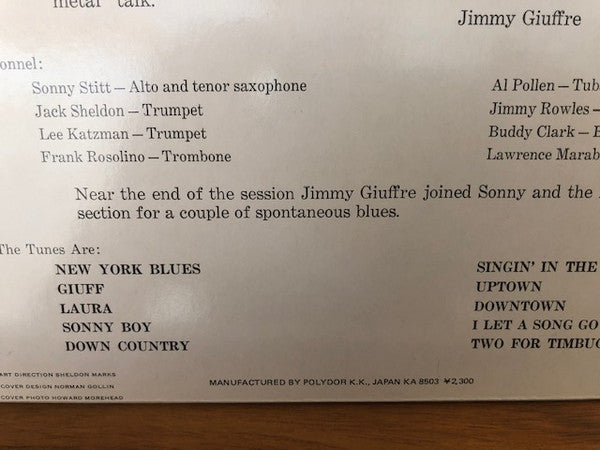 metal talk.
Jimmy Giuffre
onnel:
Sonny Stitt — Alto and tenor saxophone
Jack Sheldon — Trumpet
Lee Katzman — Trumpet
Frank Rosolino — Trombone
Al Pollen — Tub
Jimmy Rowles —
Buddy Clark —
Lawrence Marab
Near the end of the session Jimmy Giuffre joined Sonny and the
section for a couple of spontaneous blues.
The Tunes Are:
NEW YORK BLUES
GIUFF
LAURA
SONNY BOY
DOWN COUNTRY
SINGIN' IN THE
UPTOWN
DOWNTOWN
I LET A SONG GO
TWO FOR TIMBUC
ART DIRECTION SHELDON MARKS
COVER DESIGN NORMAN GOLLIN
COVER PHOTO HOWARD MOREHEAD
MANUFACTURED BY POLYDOR K.K., JAPAN KA 8503 ¥2,300